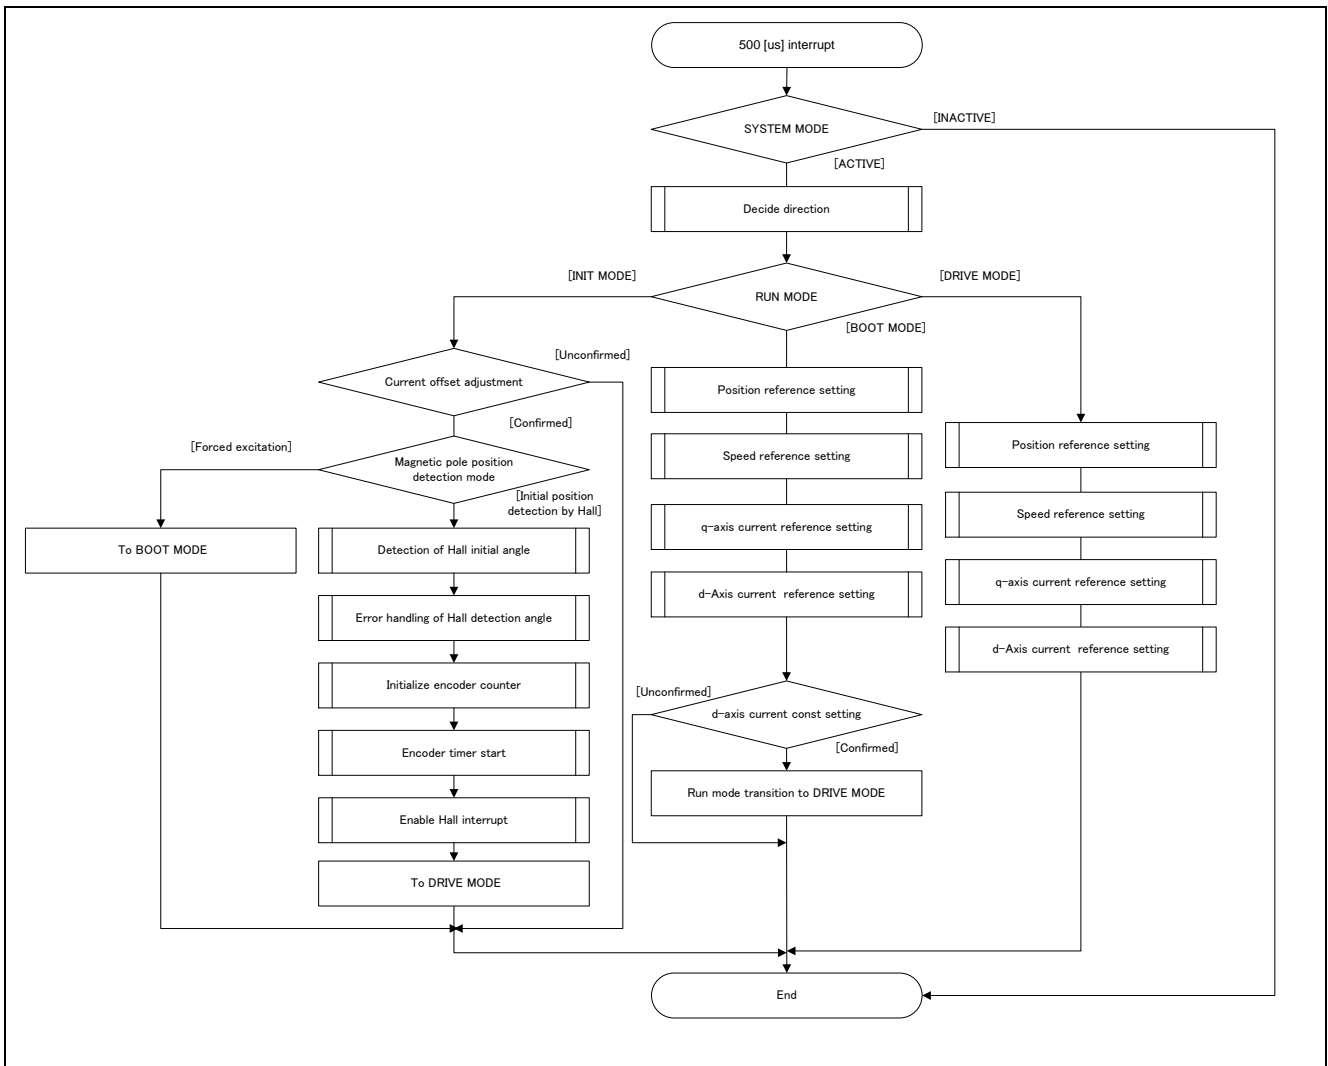 500 [us] interrupt
SYSTEM MODE
[INACTIVE]
[ACTIVE]
Decide direction
[INIT MODE]
RUN MODE
[DRIVE MODE]
[BOOT MODE]
Current offset adjustment
[Unconfirmed]
[Confirmed]
[Forced excitation]
Magnetic pole position
detection mode
[Initial position
detection by Hall]
To BOOT MODE
Detection of Hall initial angle
Error handling of Hall detection angle
Initialize encoder counter
Encoder timer start
Enable Hall interrupt
To DRIVE MODE
Position reference setting
Speed reference setting
q-axis current reference setting
d-Axis current reference setting
[Unconfirmed]
d-axis current const setting
[Confirmed]
Run mode transition to DRIVE MODE
Position reference setting
Speed reference setting
q-axis current reference setting
d-Axis current reference setting
End